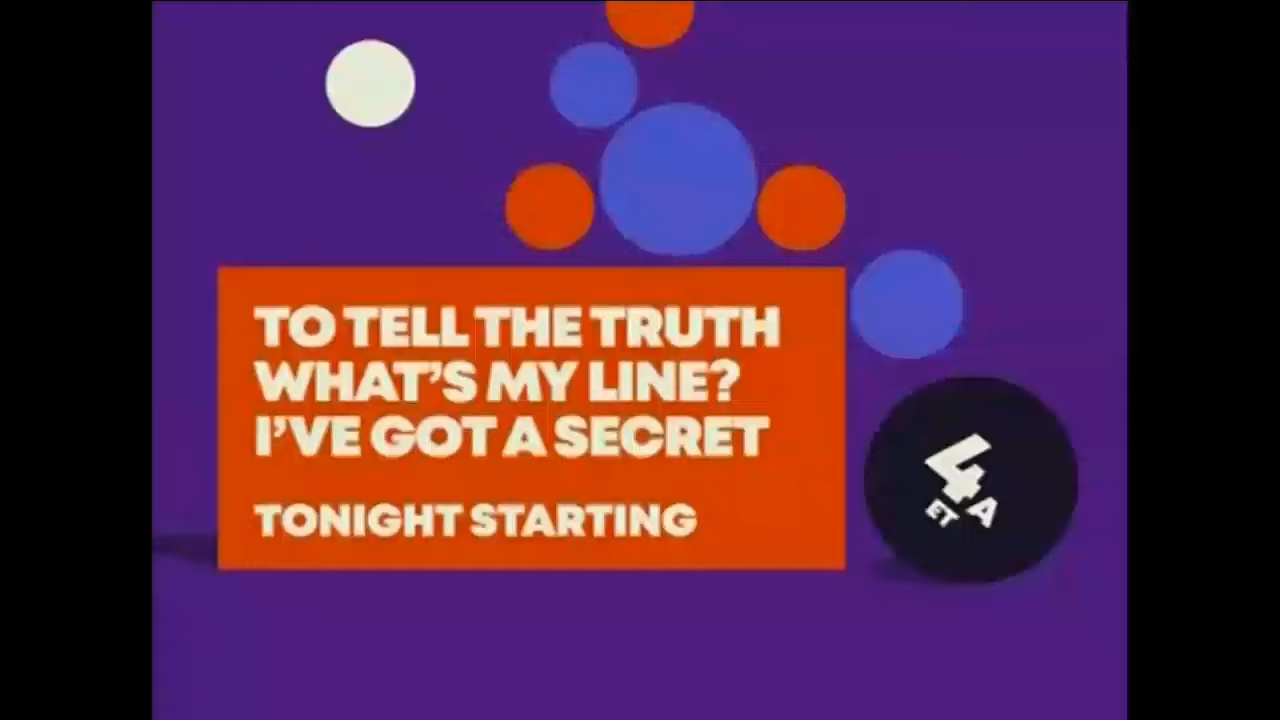 TO TELL THE TRUTH
WHAT'S MY LINE?
I'VE GOT A SECRET
TONIGHT STARTING
4
ET A